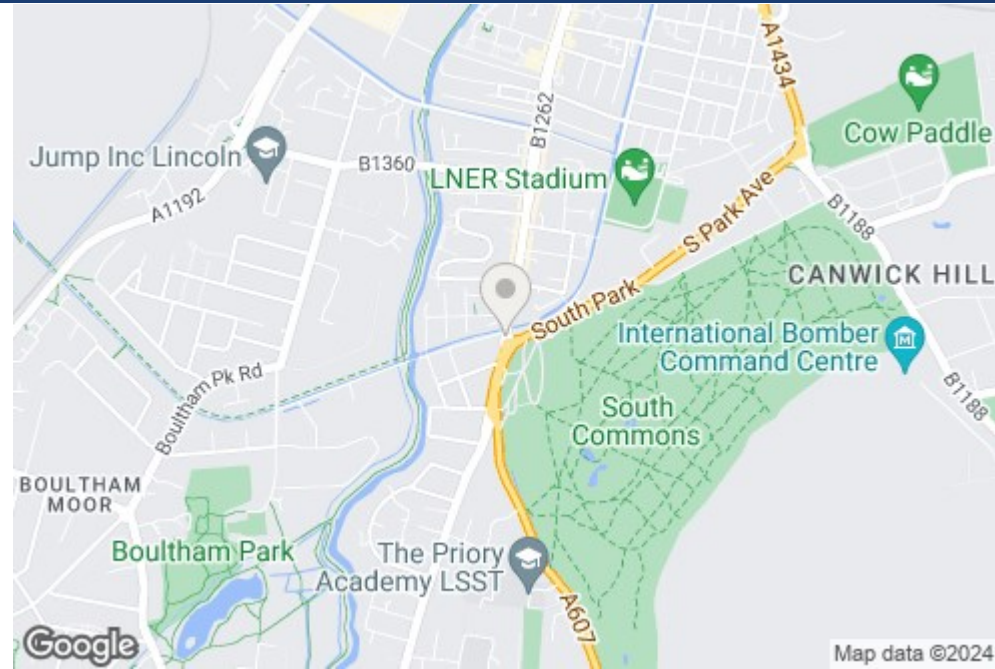 A1434
Cow Paddle
B1262
Jump Inc Lincoln
B1360
LNER Stadium
A1192
S Park Ave
B1188
CANWICK HILL
South Park
International Bomber
Command Centre
Boultham Pk Rd
B1188
South
Commons
BOULTHAM
MOOR
Boultham Park
The Priory
Academy LSST
A607
Google
Map data ©2024